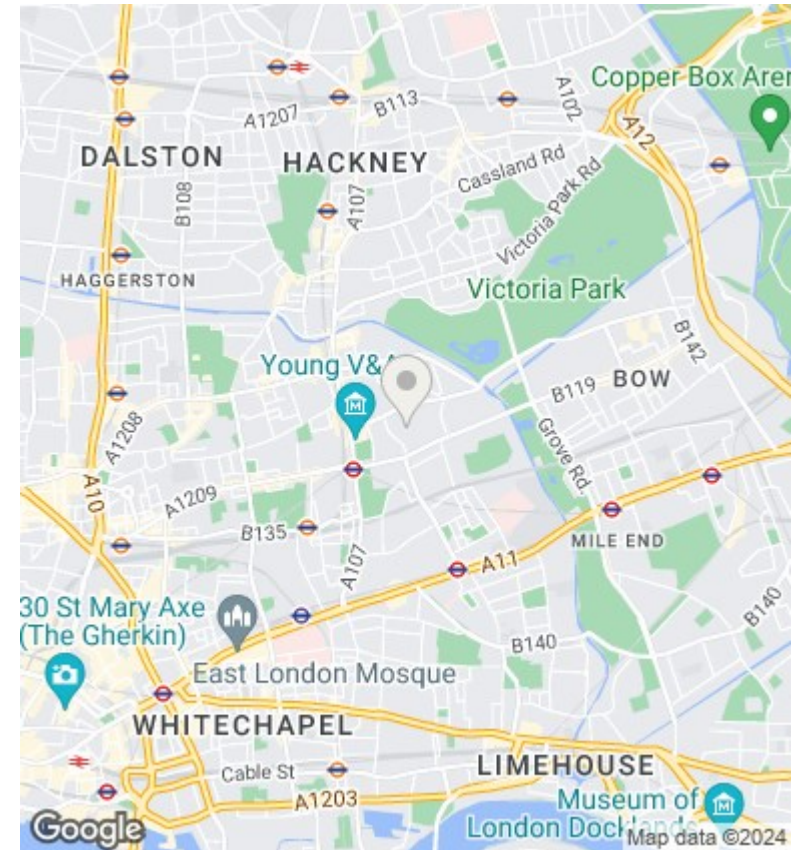 Copper Box Aren
A102
B113
A1207
A12
DALSTON
HACKNEY
Cassland Rd
B108
A107
Victoria Park Rd
HAGGERSTON
Victoria Park
B142
Young V&A
BOW
B119
A1208
Grove Rd.
A10
A1209
B135
MILE END
A107
A11
30 St Mary Axe
(The Gherkin)
B140
B140
East London Mosque
WHITECHAPEL
LIMEHOUSE
Cable St
A1203
Museum of
London Docklands
Google
Map data ©2024